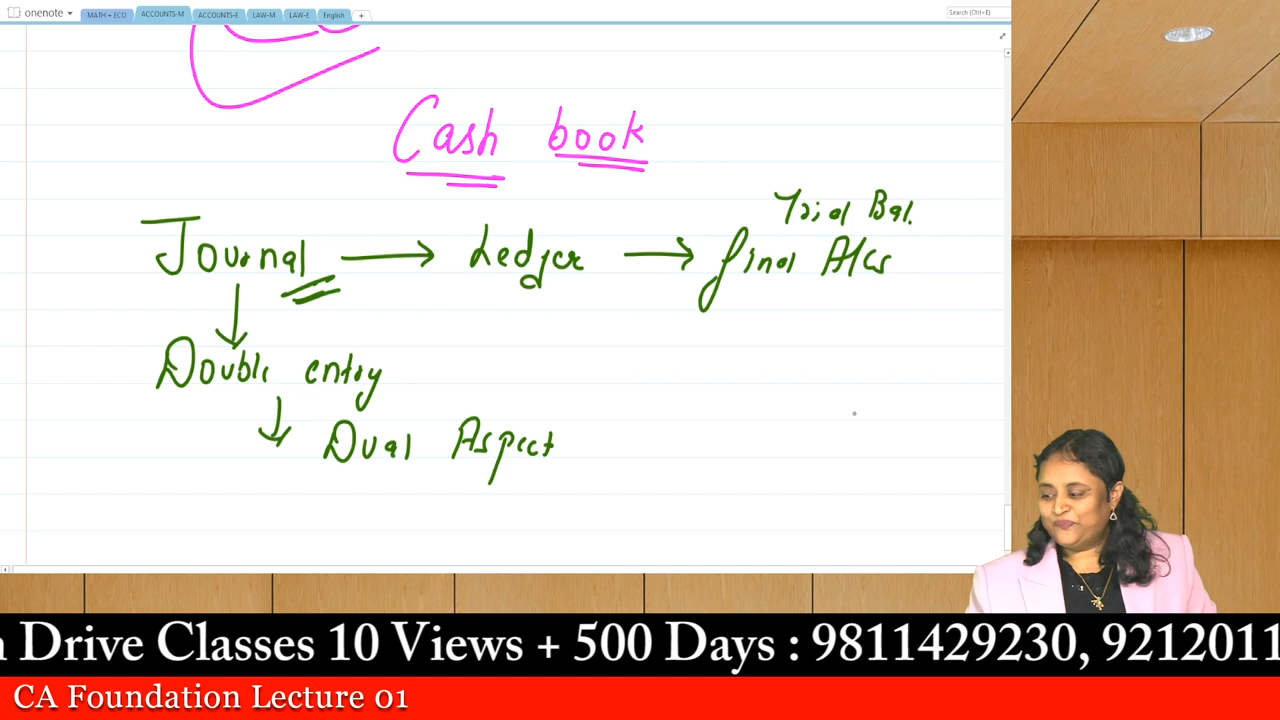 onenote
MATH + ECO ACCOUNTS-M ACCOUNTS-E LAW-M LAW-E English +
Search (Ctrl+E)
Cash book
Trial Bal.
Journal → Ledger → final A/cs
Double entry
Dual Aspect
n Drive Classes 10 Views + 500 Days : 9811429230, 9212011
CA Foundation Lecture 01